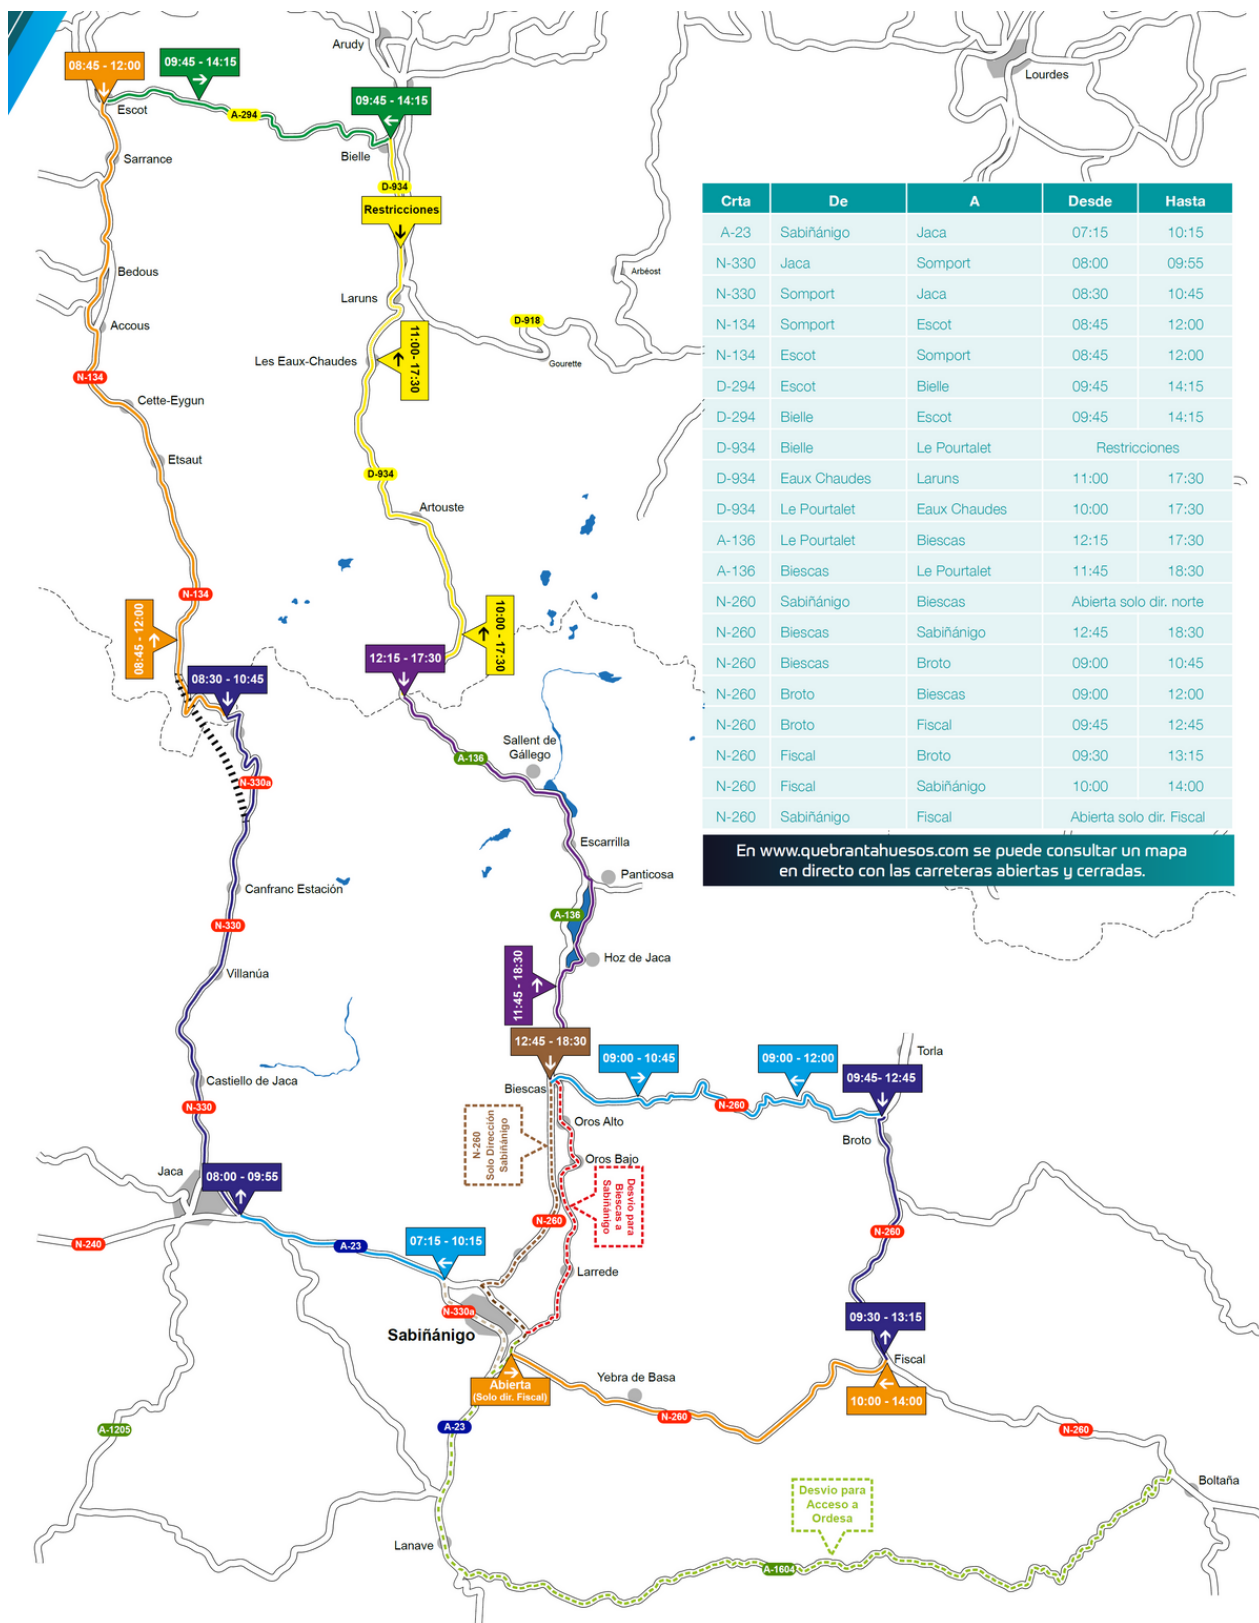 Arudy
Lourdes
08:45 - 12:00
09:45 - 14:15
09:45 - 14:15
Escot
A-294
Bielle
Sarrance
D-934
Restricciones
Bedous
Arbéost
Laruns
Accous
D-918
11:00- 17:30
Les Eaux-Chaudes
Gourette
N-134
Cette-Eygun
Etsaut
D-934
Artouste
N-134
08:45 - 12:00
10:00 - 17:30
12:15 - 17:30
08:30 - 10:45
Sallent de
Gállego
A-136
N-330a
Escarrilla
Panticosa
Canfranc Estación
A-136
N-330
Hoz de Jaca
Villanúa
11:45 - 18:30
12:45 - 18:30
09:00 - 10:45
09:00 - 12:00
Torla
09:45- 12:45
Castiello de Jaca
Biescas
N-330
N-260
Oros Alto
N-260
Solo Dirección
Sabiñánigo
Broto
Oros Bajo
Jaca
08:00 - 09:55
Desvio para
Biescas a
Sabiñánigo
N-260
N-260
N-240
A-23
07:15 - 10:15
Larrede
N-330a
Sabiñánigo
09:30 - 13:15
Fiscal
Abierta
(Solo dir. Fiscal)
Yebra de Basa
10:00 - 14:00
N-260
A-23
A-1205
N-260
Boltaña
Desvio para
Acceso a
Ordesa
Lanave
A-1604
Crta De A Desde Hasta
A-23 Sabiñánigo Jaca 07:15 10:15
N-330 Jaca Somport 08:00 09:55
N-330 Somport Jaca 08:30 10:45
N-134 Somport Escot 08:45 12:00
N-134 Escot Somport 08:45 12:00
D-294 Escot Bielle 09:45 14:15
D-294 Bielle Escot 09:45 14:15
D-934 Bielle Le Pourtalet Restricciones
D-934 Eaux Chaudes Laruns 11:00 17:30
D-934 Le Pourtalet Eaux Chaudes 10:00 17:30
A-136 Le Pourtalet Biescas 12:15 17:30
A-136 Biescas Le Pourtalet 11:45 18:30
N-260 Sabiñánigo Biescas Abierta solo dir. norte
N-260 Biescas Sabiñánigo 12:45 18:30
N-260 Biescas Broto 09:00 10:45
N-260 Broto Biescas 09:00 12:00
N-260 Broto Fiscal 09:45 12:45
N-260 Fiscal Broto 09:30 13:15
N-260 Fiscal Sabiñánigo 10:00 14:00
N-260 Sabiñánigo Fiscal Abierta solo dir. Fiscal
En www.quebrantahuesos.com se puede consultar un mapa
en directo con las carreteras abiertas y cerradas.